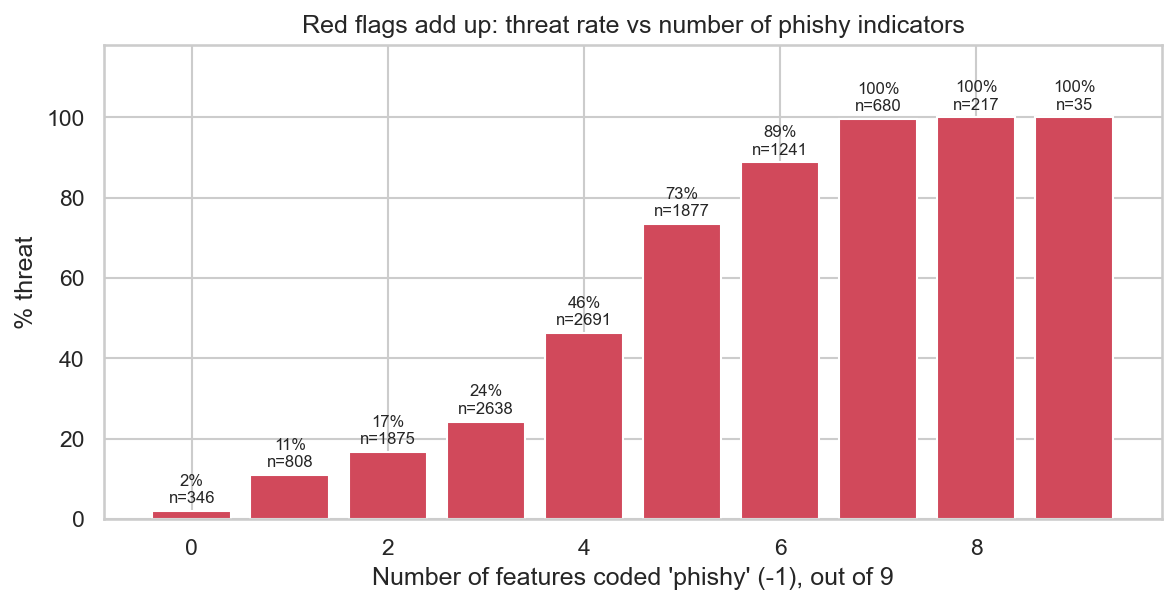 Red flags add up: threat rate vs number of phishy indicators
% threat
100
80
60
40
20
0
2%
n=346
11%
n=808
17%
n=1875
24%
n=2638
46%
n=2691
73%
n=1877
89%
n=1241
100%
n=680
100%
n=217
100%
n=35
0 2 4 6 8
Number of features coded 'phishy' (-1), out of 9